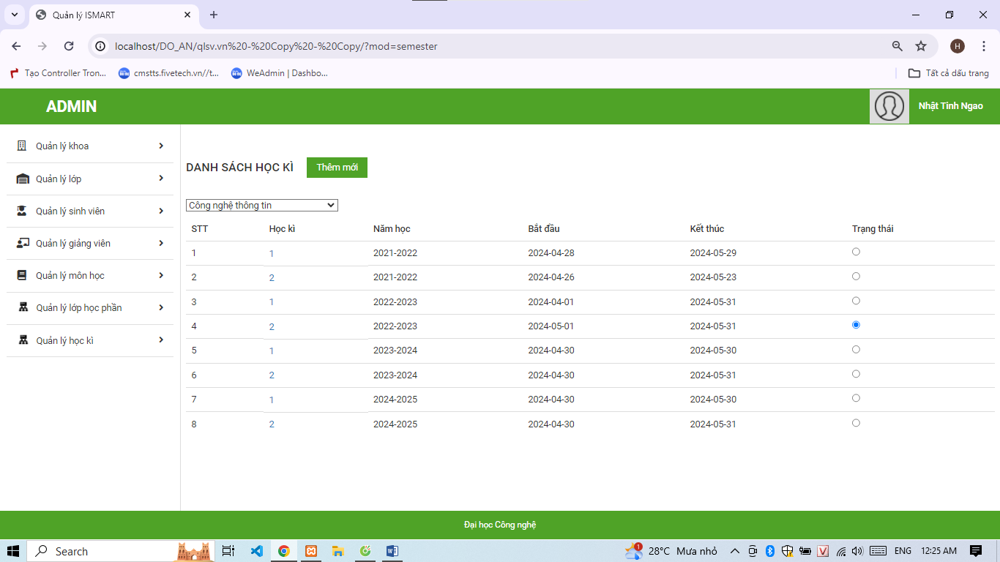 Quản lý ISMART
localhost/DO_AN/qlsv.vn%20-%20Copy%20-%20Copy/?mod=semester
H
Tạo Controller Tron... cmstts.fivetech.vn//t... WeAdmin | Dashbo... Tất cả dấu trang
ADMIN Nhật Tinh Ngao
Quản lý khoa
Quản lý lớp
Quản lý sinh viên
Quản lý giảng viên
Quản lý môn học
Quản lý lớp học phần
Quản lý học kì
DANH SÁCH HỌC KÌ Thêm mới
Công nghệ thông tin
STT Học kì Năm học Bắt đầu Kết thúc Trạng thái
1 1 2021-2022 2024-04-28 2024-05-29
2 2 2021-2022 2024-04-26 2024-05-23
3 1 2022-2023 2024-04-01 2024-05-31
4 2 2022-2023 2024-05-01 2024-05-31
5 1 2023-2024 2024-04-30 2024-05-30
6 2 2023-2024 2024-04-30 2024-05-31
7 1 2024-2025 2024-04-30 2024-05-30
8 2 2024-2025 2024-04-30 2024-05-31
Đại học Công nghệ
Search 1 28°C Mưa nhỏ V ENG 12:25 AM